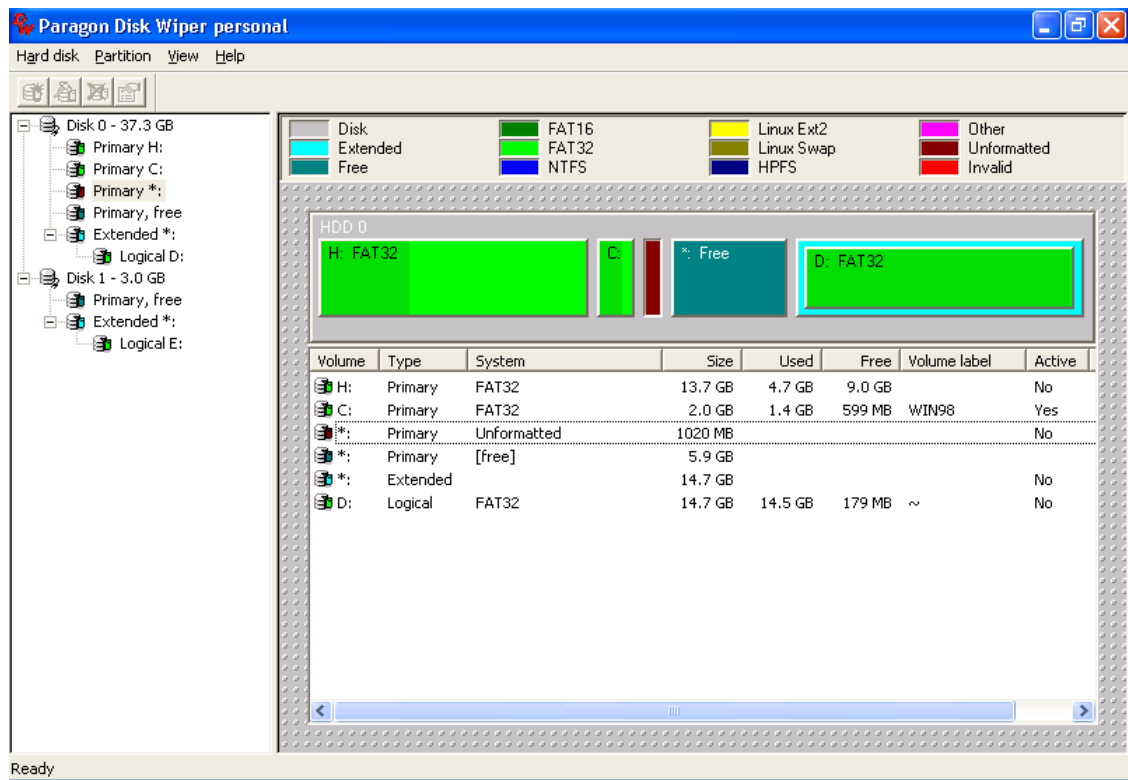 Paragon Disk Wiper personal
Hard disk Partition View Help
Disk 0 - 37.3 GB
Primary H:
Primary C:
Primary *:
Primary, free
Extended *:
Logical D:
Disk 1 - 3.0 GB
Primary, free
Extended *:
Logical E:
Disk FAT16 Linux Ext2 Other
Extended FAT32 Linux Swap Unformatted
Free NTFS HPFS Invalid
HDD 0
H: FAT32 C: *: Free D: FAT32
Volume Type System Size Used Free Volume label Active
H: Primary FAT32 13.7 GB 4.7 GB 9.0 GB No
C: Primary FAT32 2.0 GB 1.4 GB 599 MB WIN98 Yes
*: Primary Unformatted 1020 MB No
*: Primary [free] 5.9 GB
*: Extended 14.7 GB No
D: Logical FAT32 14.7 GB 14.5 GB 179 MB ~ No
Ready